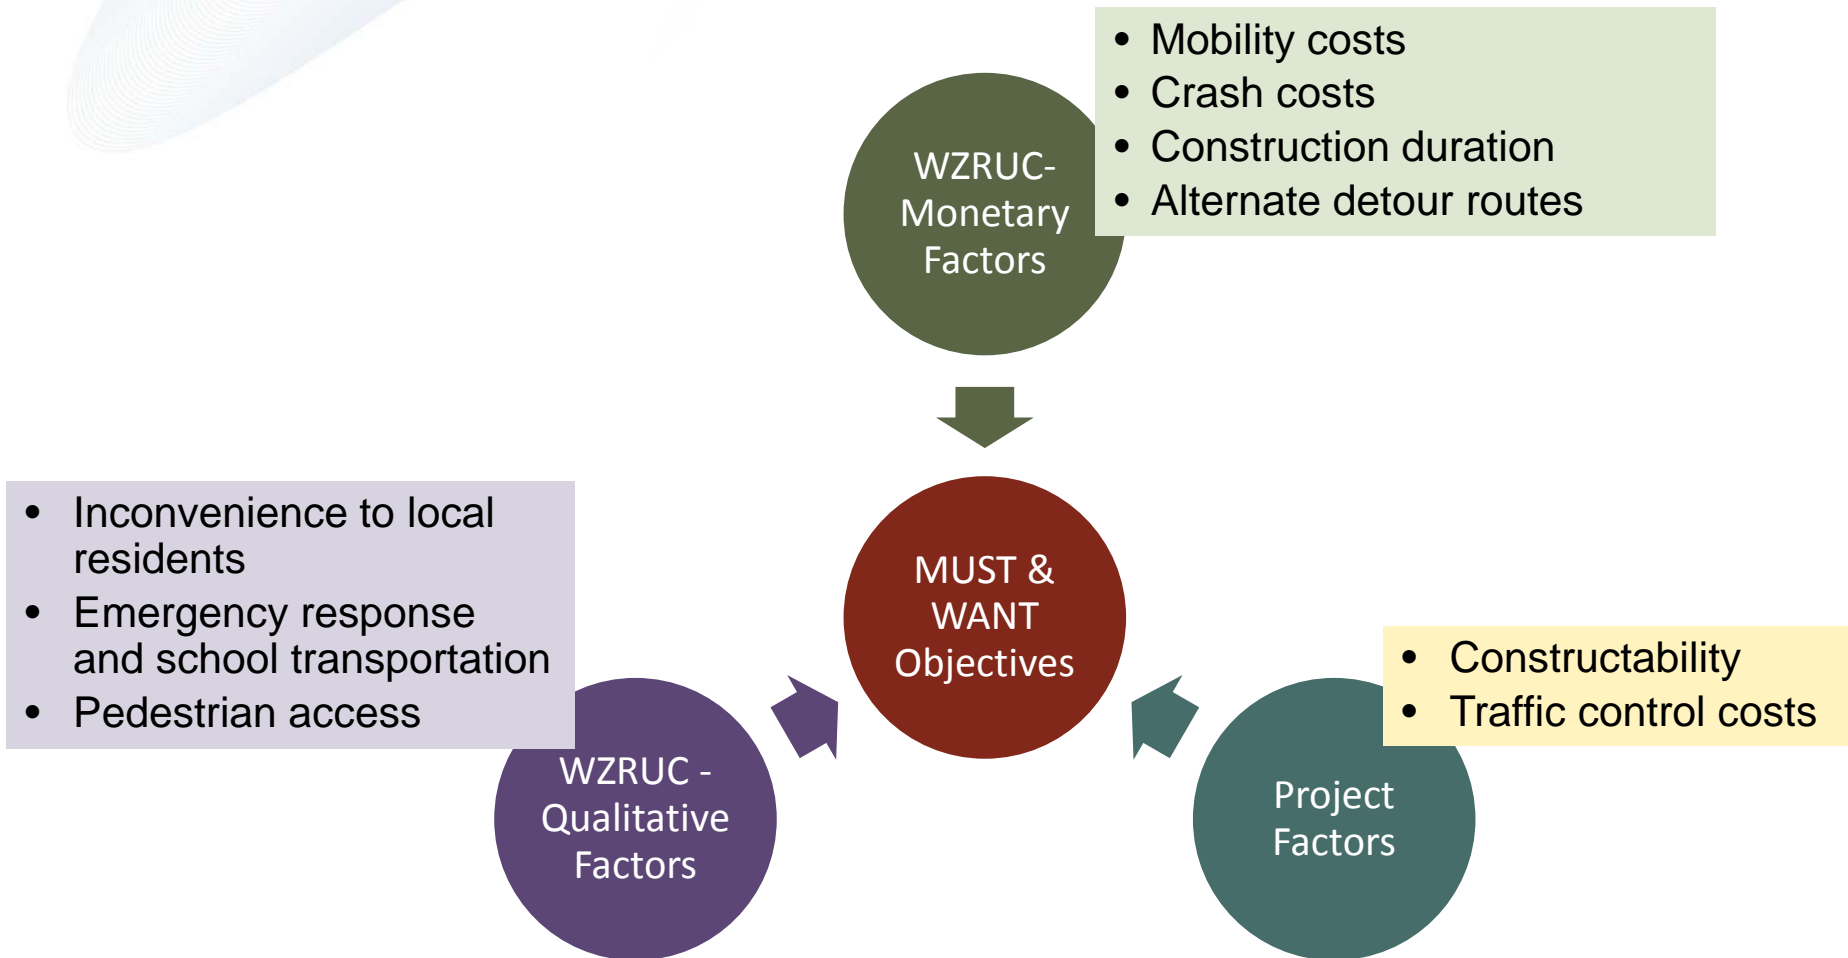 • Mobility costs
• Crash costs
• Construction duration
• Alternate detour routes
WZRUC-
Monetary
Factors
• Inconvenience to local
residents
• Emergency response
and school transportation
• Pedestrian access
MUST &
WANT
Objectives
• Constructability
• Traffic control costs
WZRUC -
Qualitative
Factors
Project
Factors